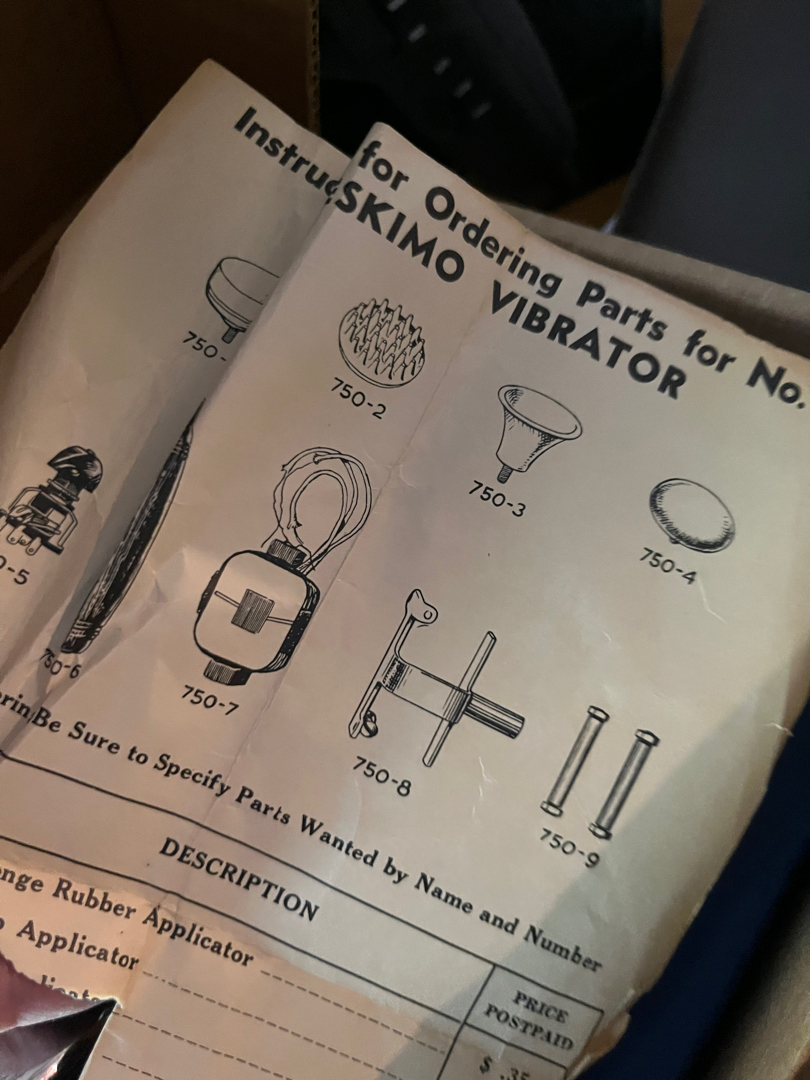 Instruc for Ordering Parts for No.
SKIMO VIBRATOR
750-
750-2
750-3
750-4
0-5
750-6
750-7
750-8
750-9
Be Sure to Specify Parts Wanted by Name and Number
DESCRIPTION
PRICE
POSTPAID
nge Rubber Applicator
$ .35
Applicator